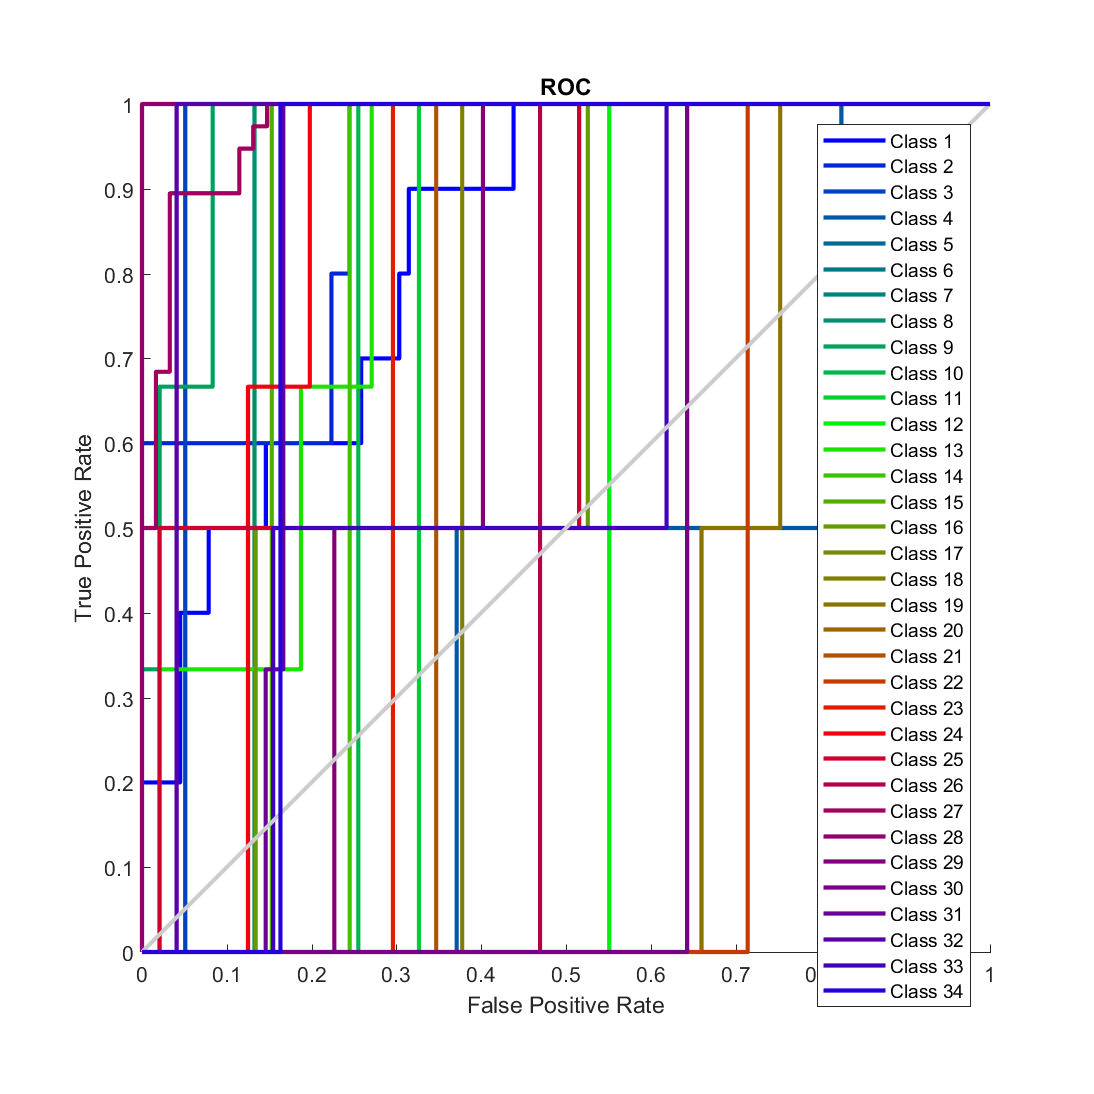 ROC
True Positive Rate
1
0.9
0.8
0.7
0.6
0.5
0.4
0.3
0.2
0.1
0
0 0.1 0.2 0.3 0.4 0.5 0.6 0.7 1
False Positive Rate
Class 1
Class 2
Class 3
Class 4
Class 5
Class 6
Class 7
Class 8
Class 9
Class 10
Class 11
Class 12
Class 13
Class 14
Class 15
Class 16
Class 17
Class 18
Class 19
Class 20
Class 21
Class 22
Class 23
Class 24
Class 25
Class 26
Class 27
Class 28
Class 29
Class 30
Class 31
Class 32
Class 33
Class 34